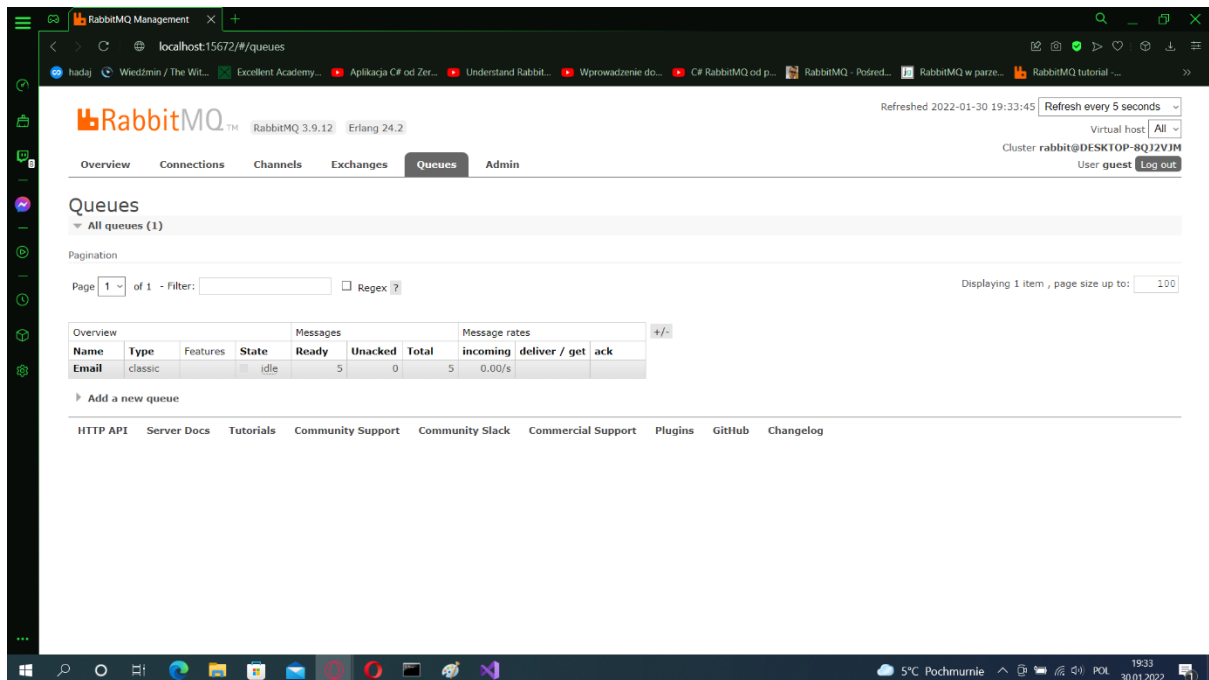 RabbitMQ Management
localhost:15672/#/queues
hadaj Wiedźmin / The Wit... Excellent Academy... Aplikacja C# od Zer... Understand Rabbit... Wprowadzenie do... C# RabbitMQ od p... RabbitMQ - Pośred... RabbitMQ w parze... RabbitMQ tutorial -... »
Refreshed 2022-01-30 19:33:45 Refresh every 5 seconds
RabbitMQ TM RabbitMQ 3.9.12 Erlang 24.2
Virtual host All
Cluster rabbit@DESKTOP-8QJ2VJM
User guest Log out
Overview Connections Channels Exchanges Queues Admin
Queues
All queues (1)
Pagination
Page 1 of 1 - Filter: Regex ?
Displaying 1 item , page size up to: 100
Overview Messages Message rates +/-
Name Type Features State Ready Unacked Total incoming deliver / get ack
Email classic idle 5 0 5 0.00/s
Add a new queue
HTTP API Server Docs Tutorials Community Support Community Slack Commercial Support Plugins GitHub Changelog
5°C Pochmurnie POL 19:33
30.01.2022